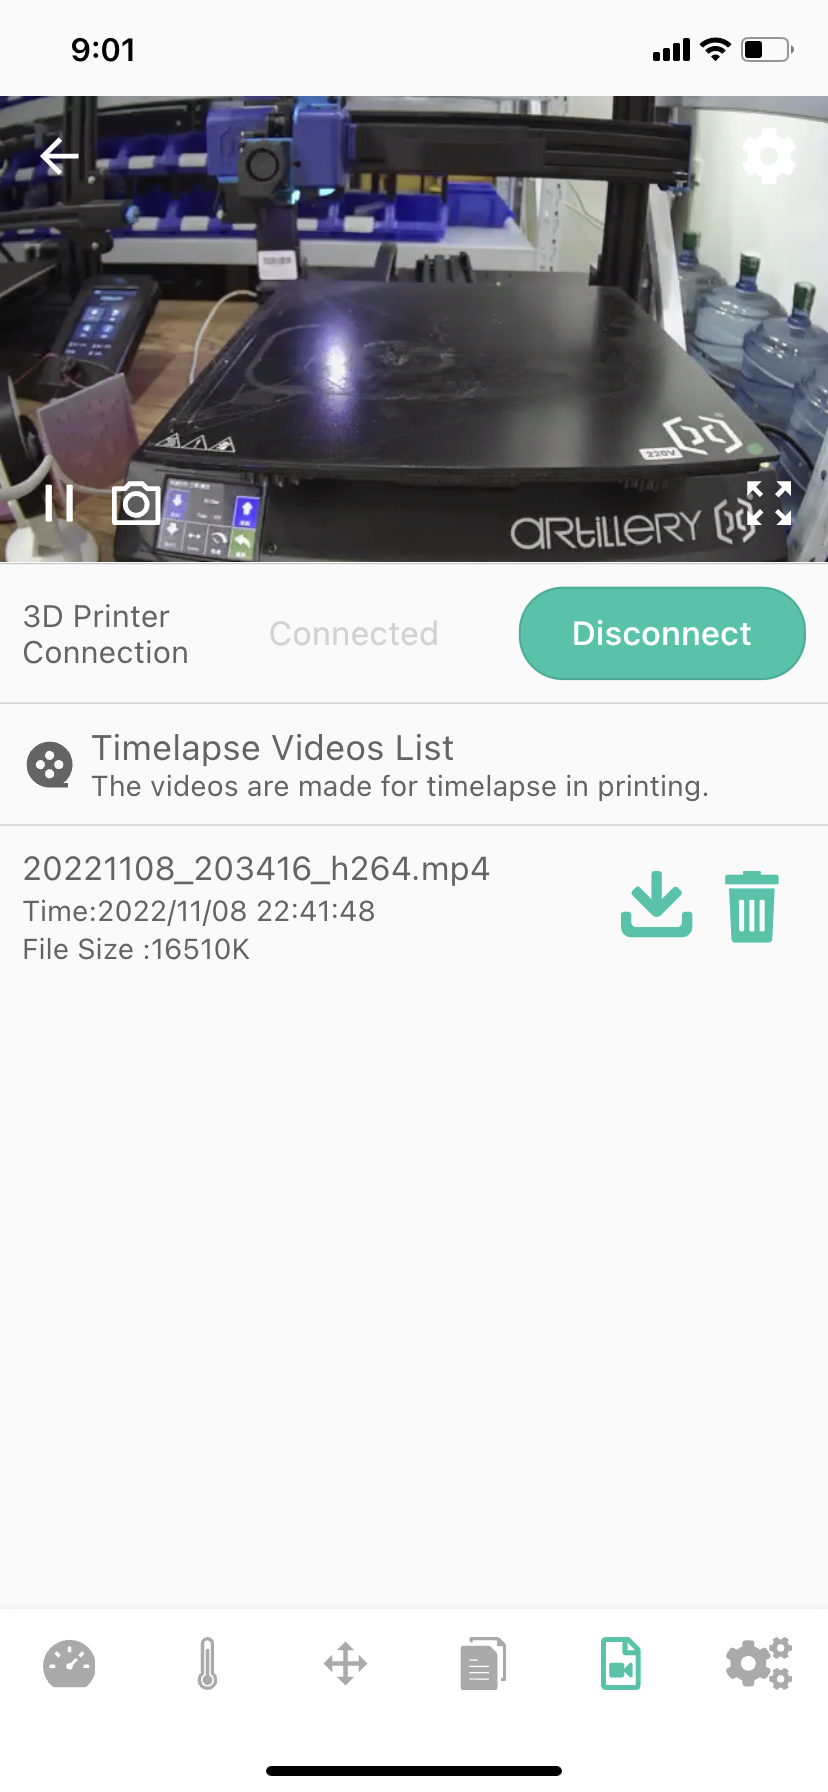 9:01
220V
ARTILLERY
3D Printer
Connection
Connected
Disconnect
Timelapse Videos List
The videos are made for timelapse in printing.
20221108_203416_h264.mp4
Time:2022/11/08 22:41:48
File Size :16510K